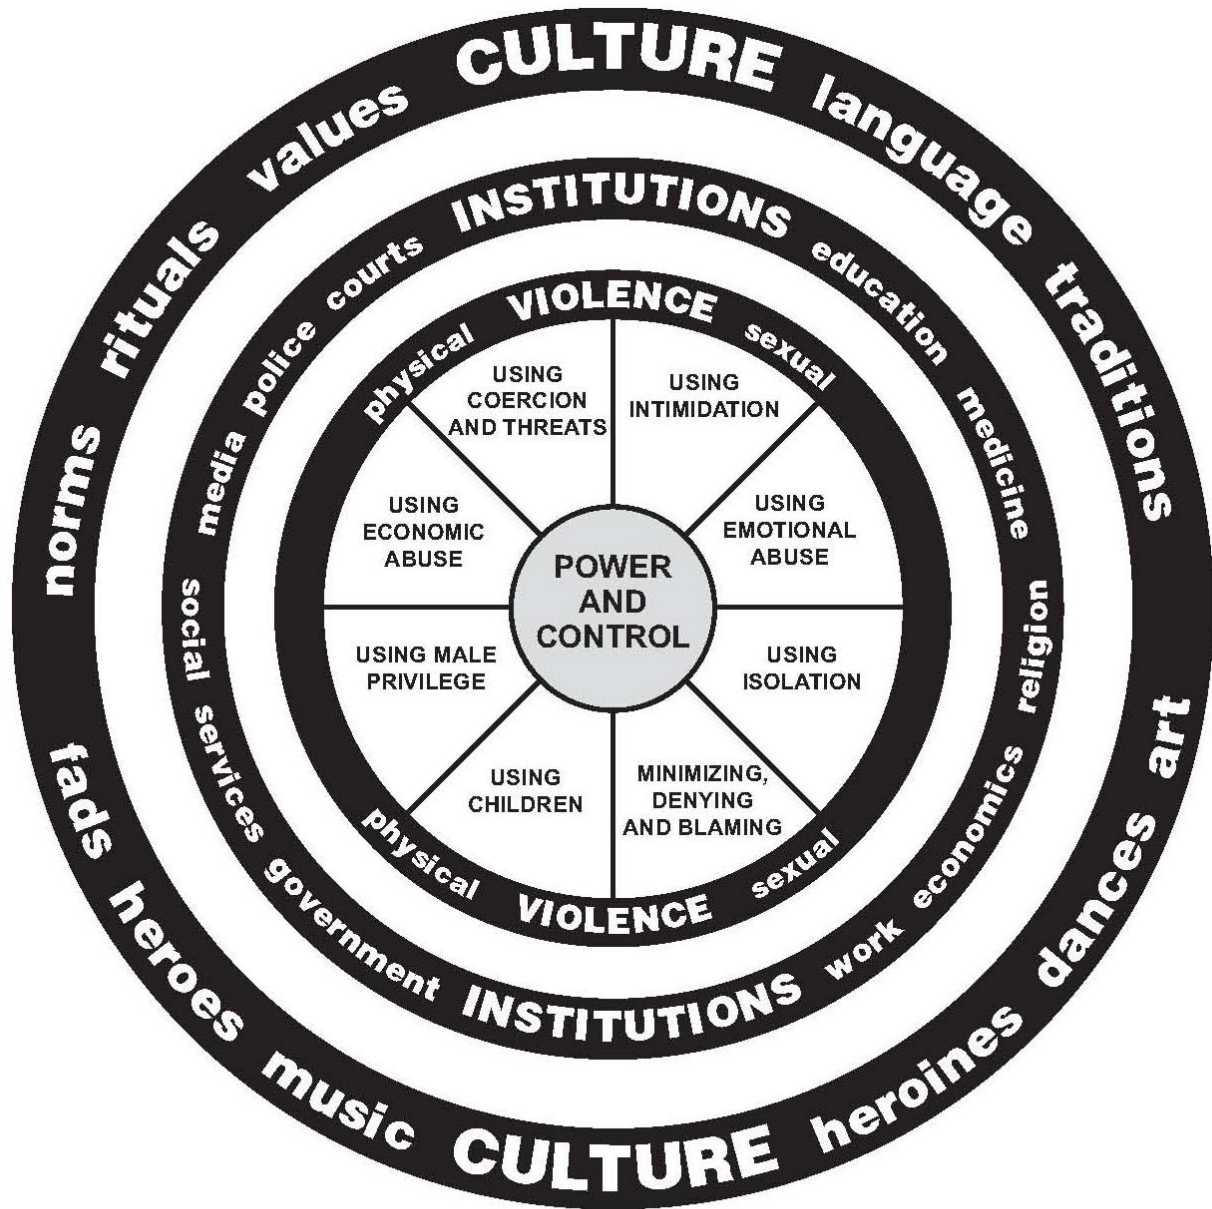 norms rituals values CULTURE language traditions
fads heroes music CULTURE heroines dances art
media police courts INSTITUTIONS education medicine religion
social services government INSTITUTIONS work economics
physical VIOLENCE sexual
USING
COERCION
AND THREATS
USING
INTIMIDATION
USING
ECONOMIC
ABUSE
USING
EMOTIONAL
ABUSE
POWER
AND
CONTROL
USING MALE
PRIVILEGE
USING
ISOLATION
USING
CHILDREN
MINIMIZING,
DENYING
AND BLAMING
physical VIOLENCE sexual